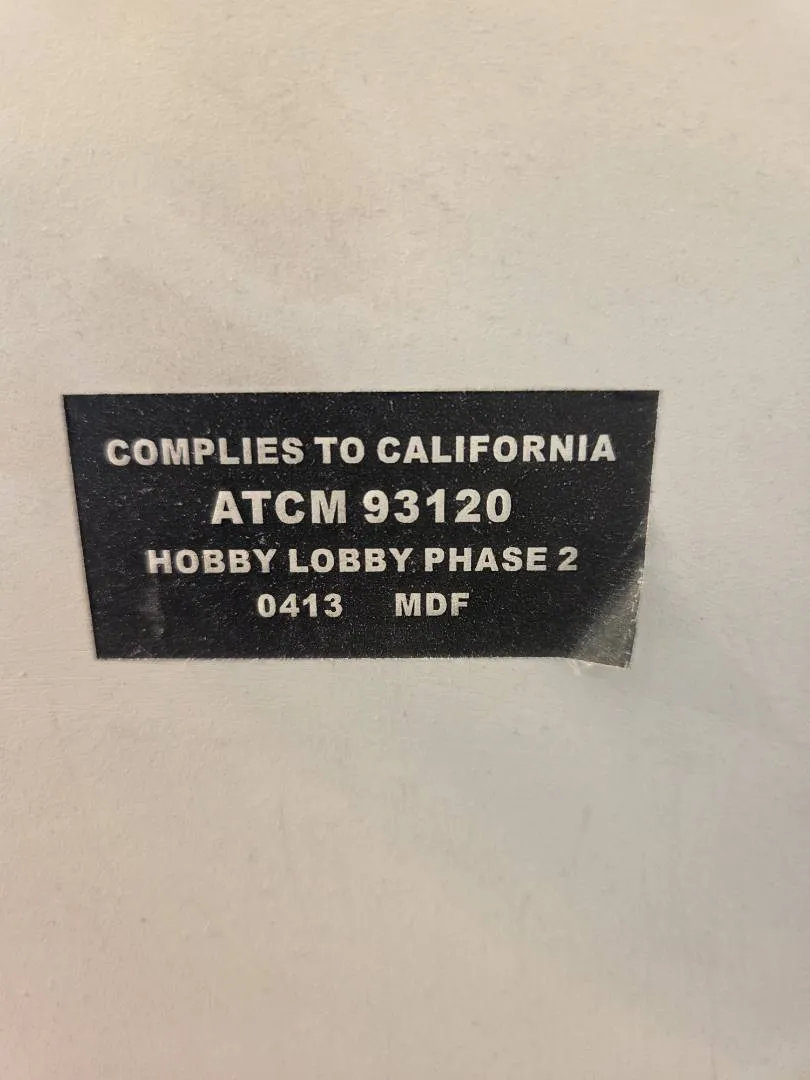 COMPLIES TO CALIFORNIA
ATCM 93120
HOBBY LOBBY PHASE 2
0413 MDF